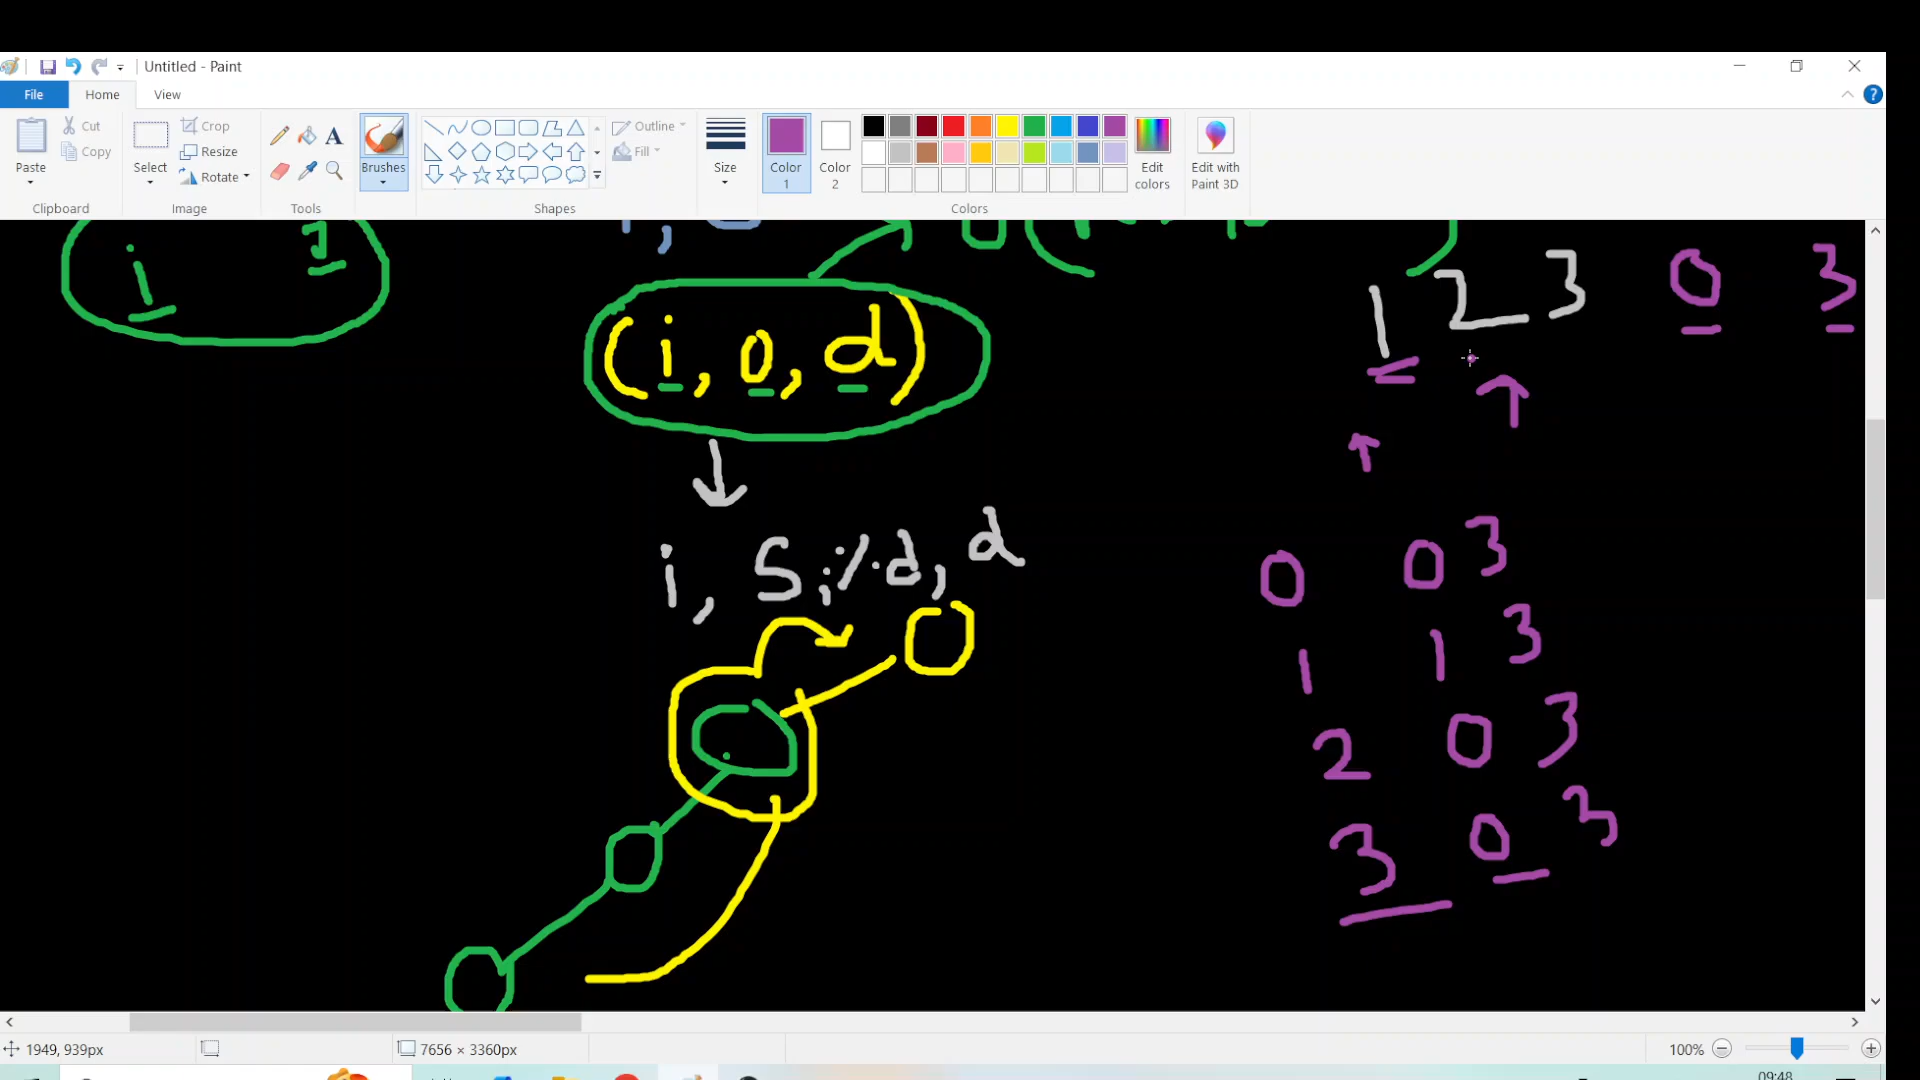 Untitled - Paint
File Home View
Cut
Copy
Paste
Crop
Resize
Rotate
Select
Brushes
Outline
Fill
Size
Color 1
Color 2
Edit colors
Edit with Paint 3D
Clipboard Image Tools Shapes Colors
i
1 2 3 0 3
(i, 0, d)
i, Si%d, d
0 0 3
1 1 3
2 0 3
3 0 3
1949, 939px
7656 × 3360px
100%
09:48